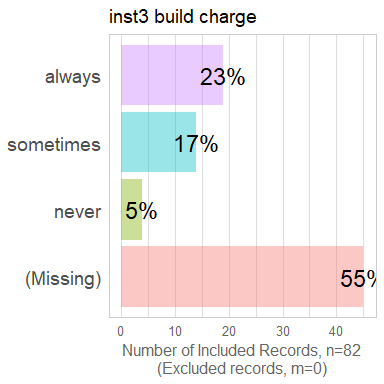 inst3 build charge
always
23%
sometimes
17%
never
5%
(Missing)
55%
0 10 20 30 40
Number of Included Records, n=82
(Excluded records, m=0)